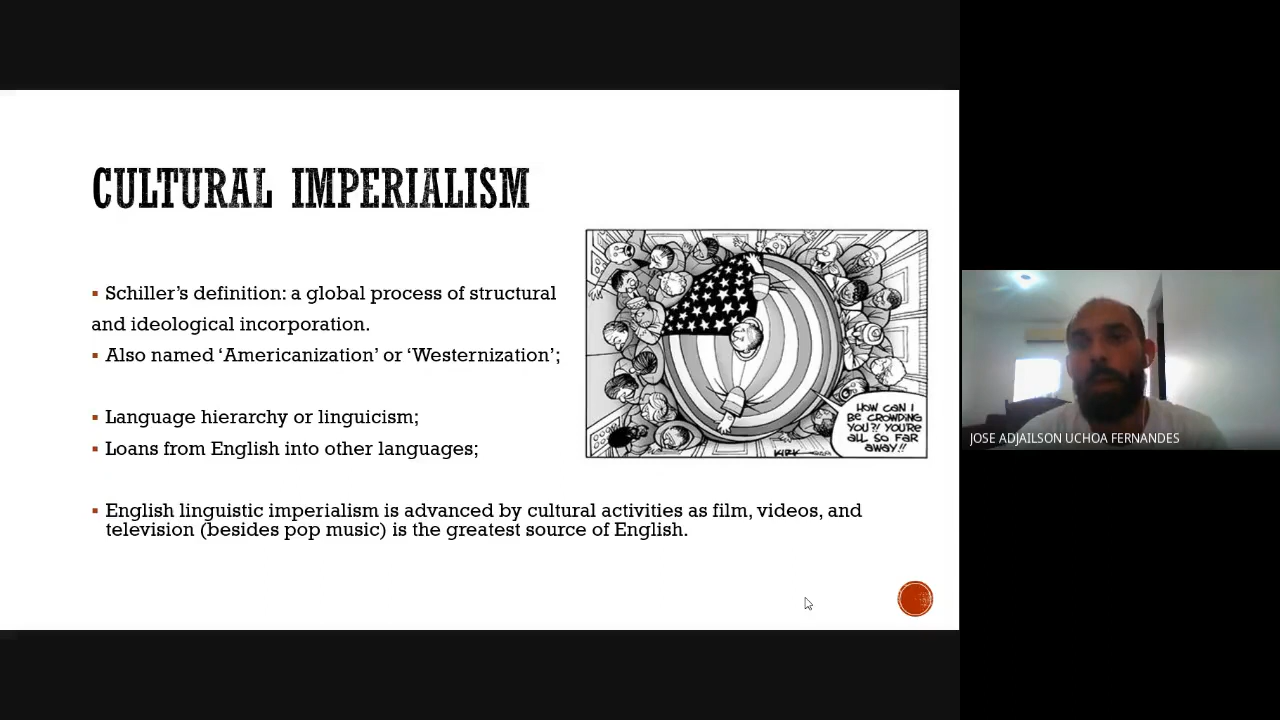 CULTURAL IMPERIALISM
▪ Schiller’s definition: a global process of structural
and ideological incorporation.
▪ Also named ‘Americanization’ or ‘Westernization’;
▪ Language hierarchy or linguicism;
▪ Loans from English into other languages;
▪ English linguistic imperialism is advanced by cultural activities as film, videos, and
television (besides pop music) is the greatest source of English.
HOW CAN I
BE CROWDING
YOU?! YOU'RE
ALL SO FAR
AWAY!!
KIRK
JOSE ADJAILSON UCHOA FERNANDES